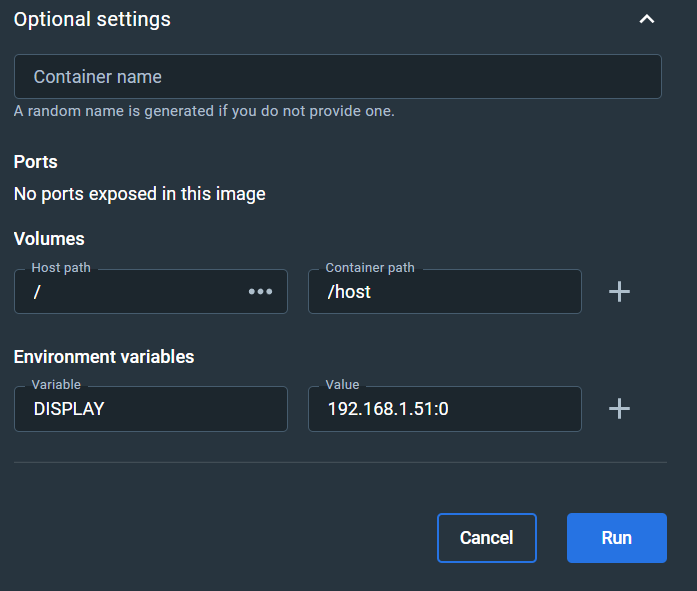 Optional settings
Container name
A random name is generated if you do not provide one.
Ports
No ports exposed in this image
Volumes
Host path
/
Container path
/host
Environment variables
Variable
DISPLAY
Value
192.168.1.51:0
Cancel
Run